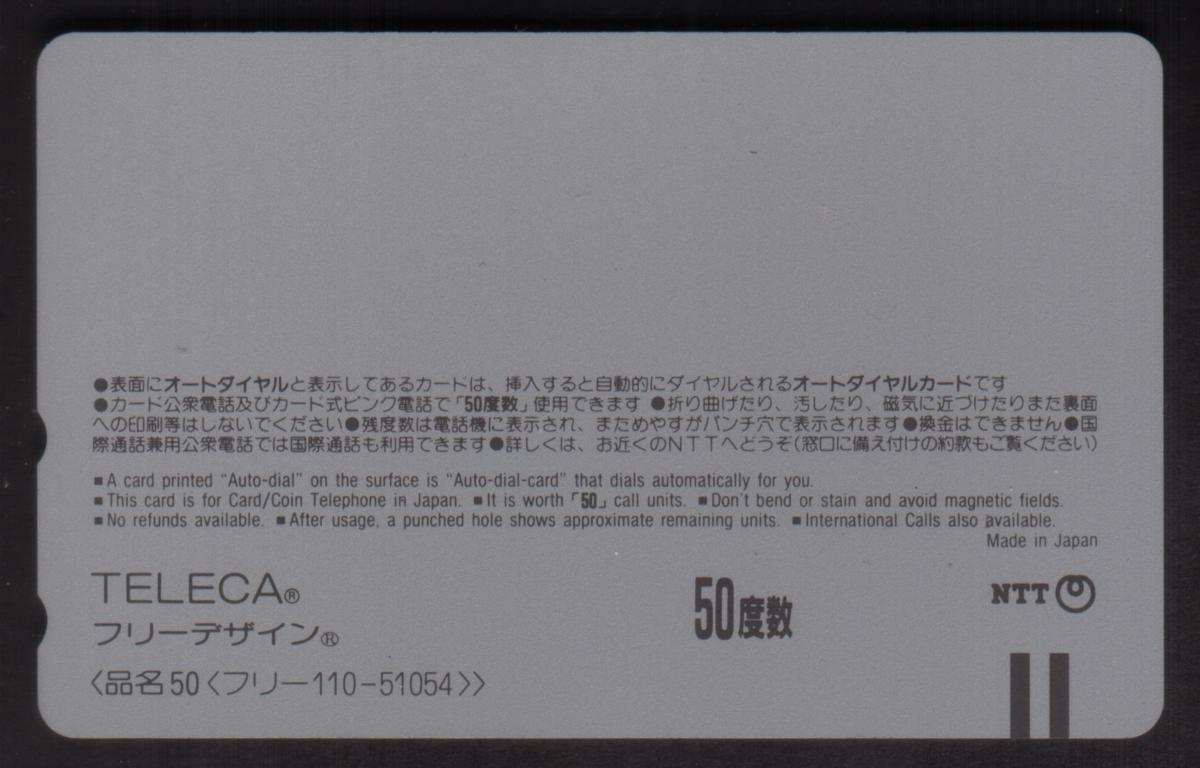 ●表面にオートダイヤルと表示してあるカードは、挿入すると自動的にダイヤルされるオートダイヤルカードです
●カード公衆電話及びカード式ピンク電話で「50度数」使用できます ●折り曲げたり、汚したり、磁気に近づけたりまた裏面
への印刷等はしないでください●残度数は電話機に表示され、まためやすがパンチ穴で表示されます●換金はできません●国
際通話兼用公衆電話では国際通話も利用できます●詳しくは、お近くのNTTへどうぞ(窓口に備え付けの約款もご覧ください)
■A card printed “Auto-dial” on the surface is “Auto-dial-card” that dials automatically for you.
■This card is for Card/Coin Telephone in Japan. ■It is worth「50」call units. ■Don't bend or stain and avoid magnetic fields.
■No refunds available. ■After usage, a punched hole shows approximate remaining units. ■International Calls also available.
Made in Japan
TELECA®
フリーデザイン®
50度数
NTT
〈品名50〈フリー110-51054〉〉